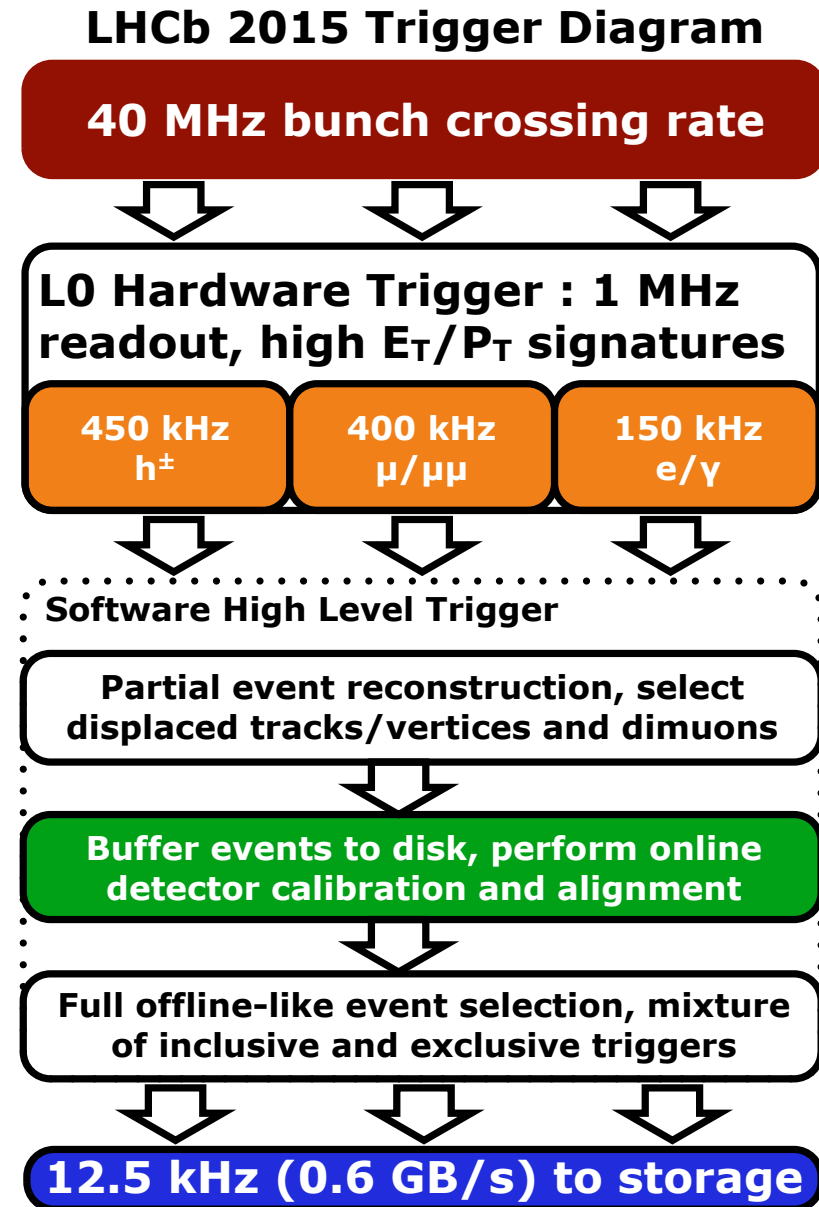 LHCb 2015 Trigger Diagram
40 MHz bunch crossing rate
L0 Hardware Trigger : 1 MHz
readout, high E_T/P_T signatures
450 kHz
h±
400 kHz
μ/μμ
150 kHz
e/γ
Software High Level Trigger
Partial event reconstruction, select
displaced tracks/vertices and dimuons
Buffer events to disk, perform online
detector calibration and alignment
Full offline-like event selection, mixture
of inclusive and exclusive triggers
12.5 kHz (0.6 GB/s) to storage